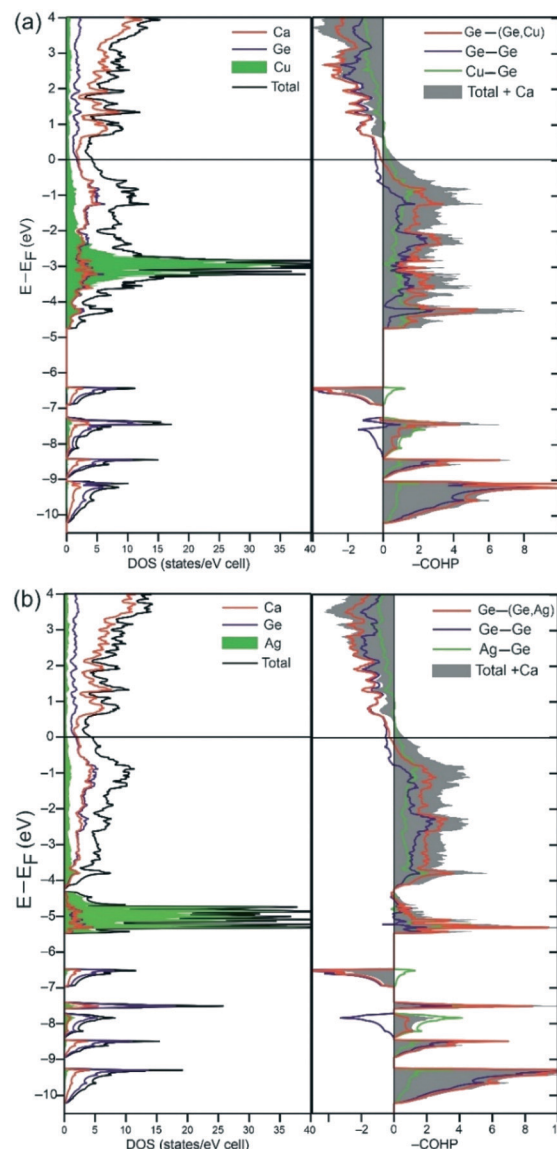 (a)
4
3
2
1
0
−1
−2
−3
−4
−5
−6
−7
−8
−9
−10
E−EF (eV)
Ca
Ge
Cu
Total
0 5 10 15 20 25 30 35 40
DOS (states/eV cell)
Ge—(Ge,Cu)
Ge—Ge
Cu—Ge
Total + Ca
−2 0 2 4 6 8 10
−COHP
(b)
4
3
2
1
0
−1
−2
−3
−4
−5
−6
−7
−8
−9
−10
E−EF (eV)
Ca
Ge
Ag
Total
0 5 10 15 20 25 30 35 40
DOS (states/eV cell)
Ge—(Ge,Ag)
Ge—Ge
Ag—Ge
Total +Ca
−2 0 2 4 6 8 1
−COHP